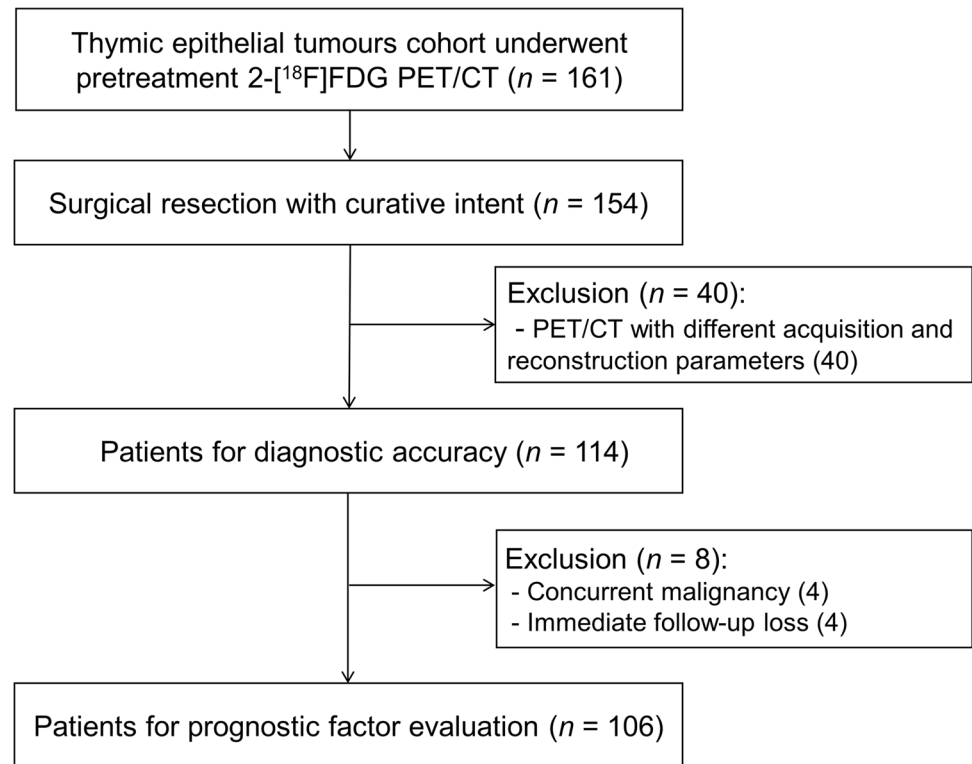 Thymic epithelial tumours cohort underwent
pretreatment 2-[¹⁸F]FDG PET/CT (n = 161)
Surgical resection with curative intent (n = 154)
Exclusion (n = 40):
- PET/CT with different acquisition and
reconstruction parameters (40)
Patients for diagnostic accuracy (n = 114)
Exclusion (n = 8):
- Concurrent malignancy (4)
- Immediate follow-up loss (4)
Patients for prognostic factor evaluation (n = 106)